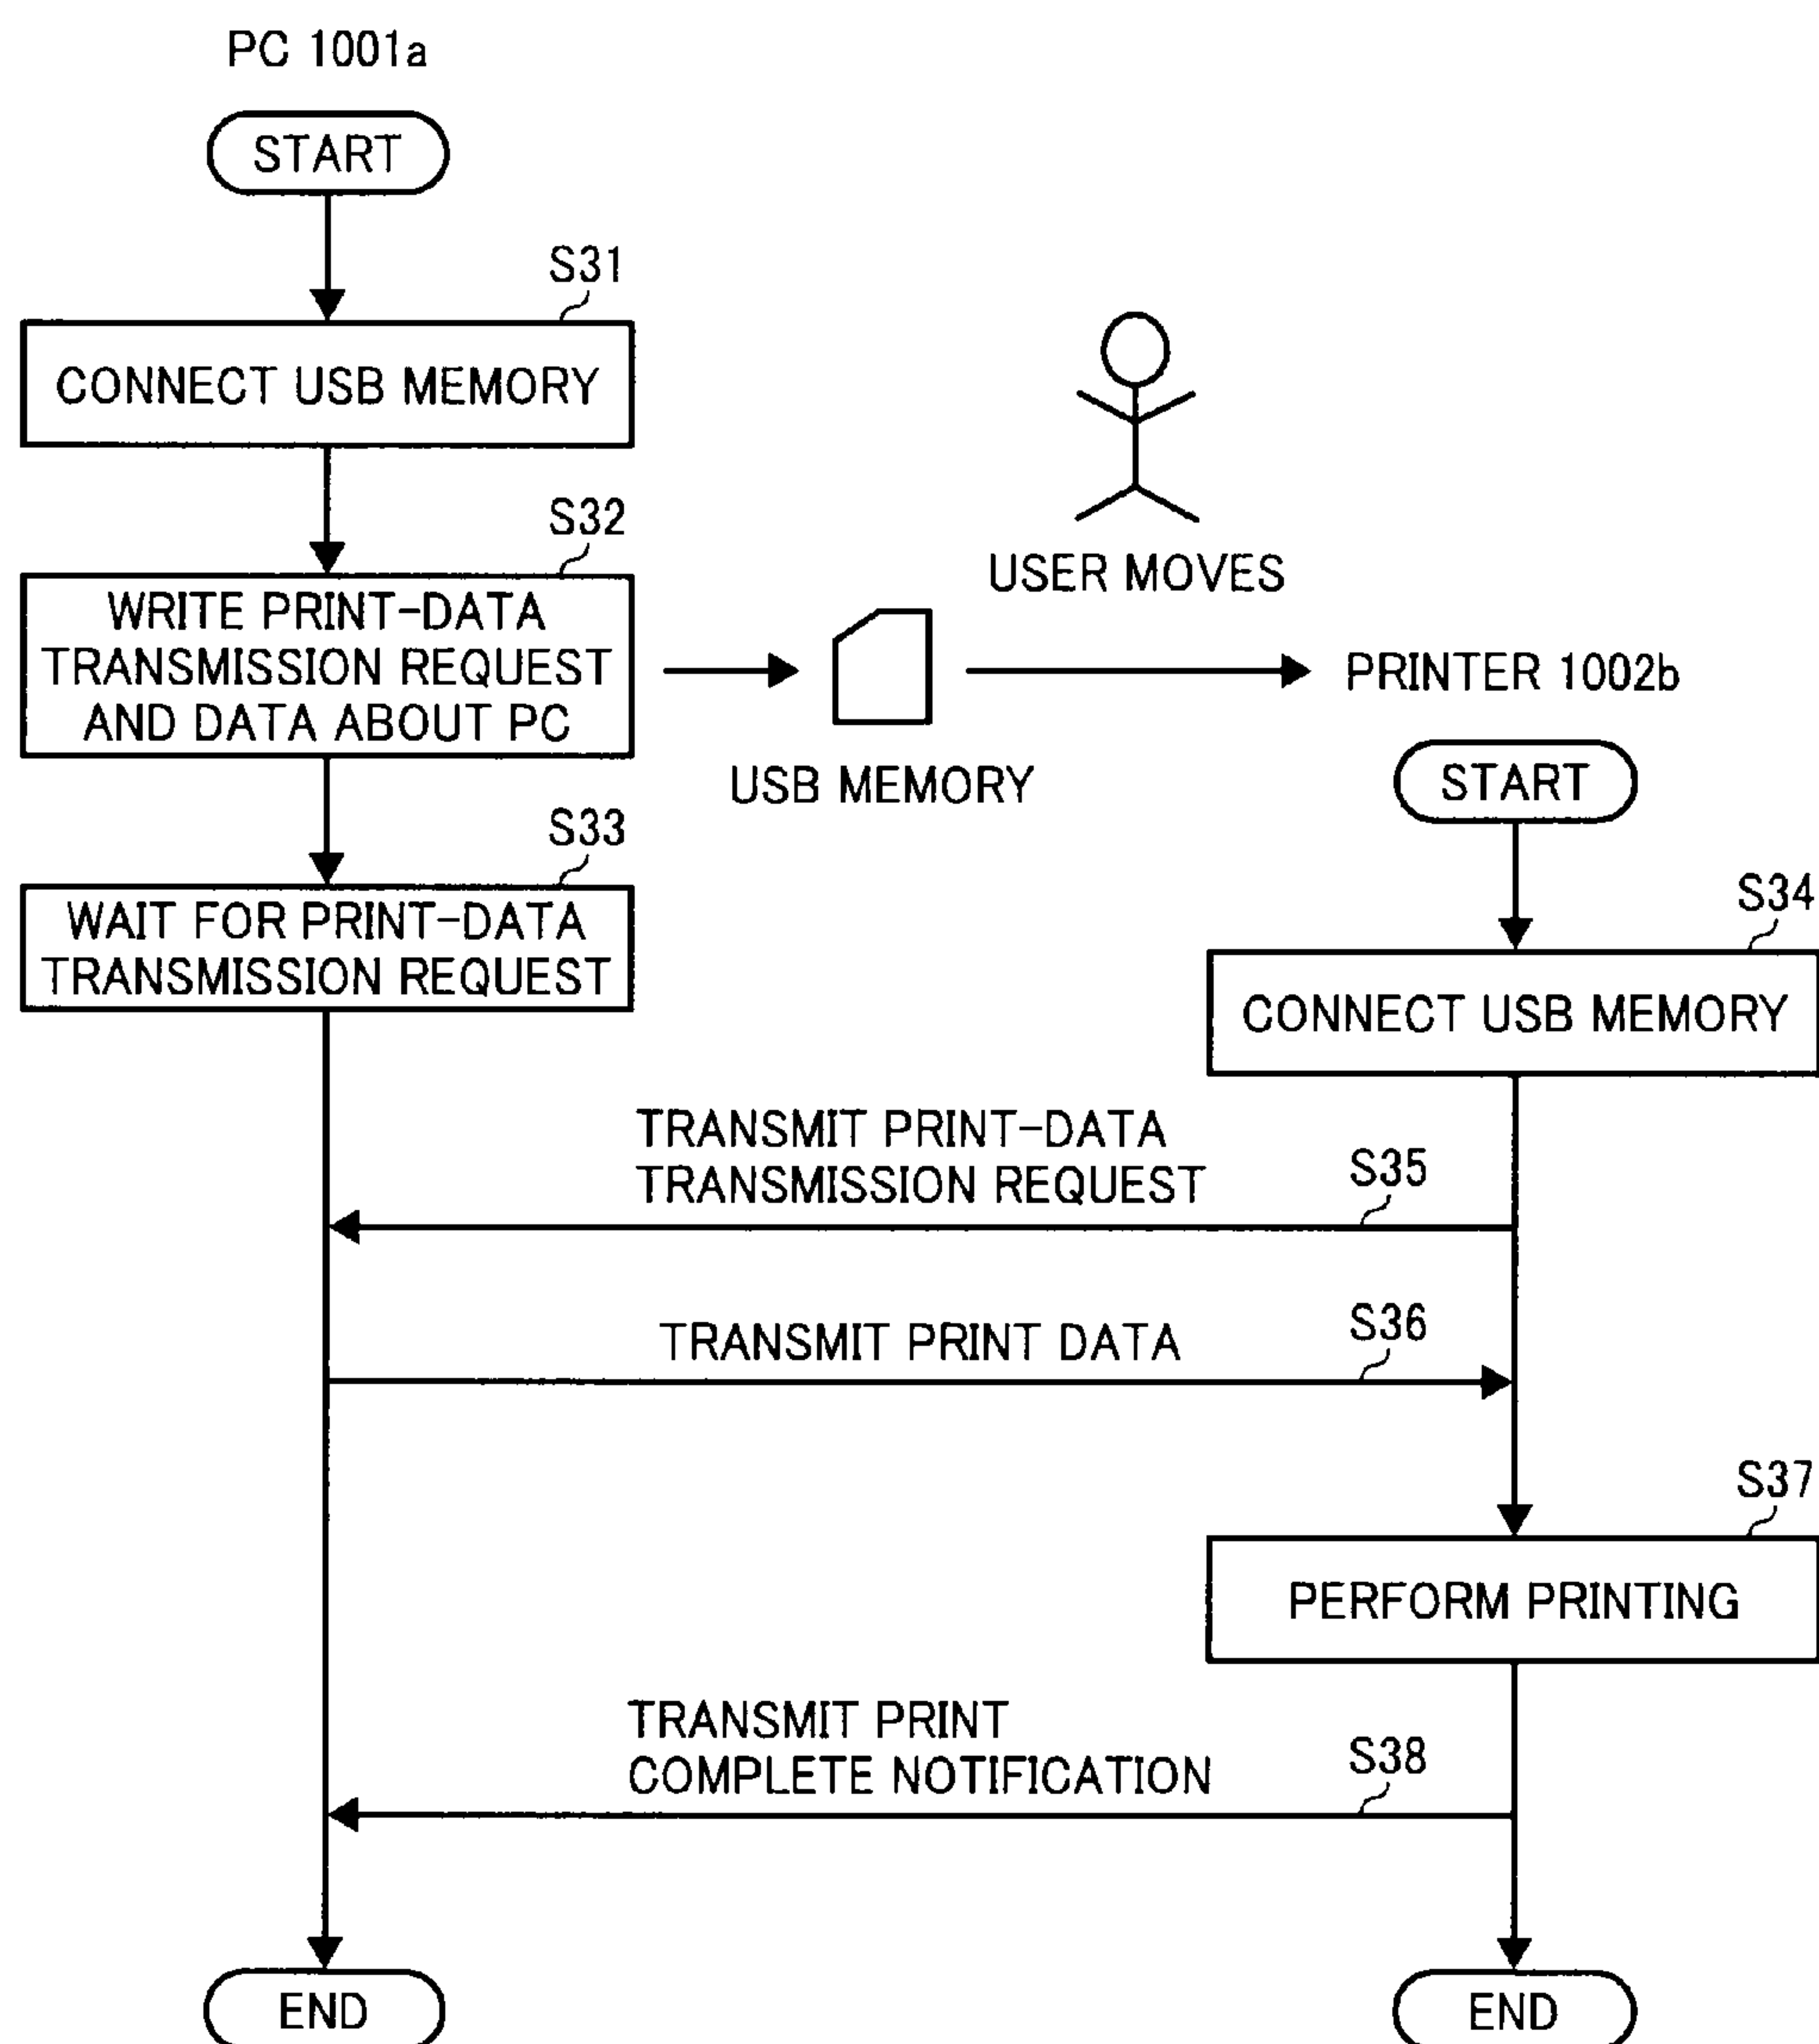 PC 1001a
START
S31
CONNECT USB MEMORY
S32
WRITE PRINT-DATA
TRANSMISSION REQUEST
AND DATA ABOUT PC
USER MOVES
USB MEMORY
PRINTER 1002b
START
S33
WAIT FOR PRINT-DATA
TRANSMISSION REQUEST
S34
CONNECT USB MEMORY
TRANSMIT PRINT-DATA
TRANSMISSION REQUEST
S35
TRANSMIT PRINT DATA
S36
S37
PERFORM PRINTING
TRANSMIT PRINT
COMPLETE NOTIFICATION
S38
END
END